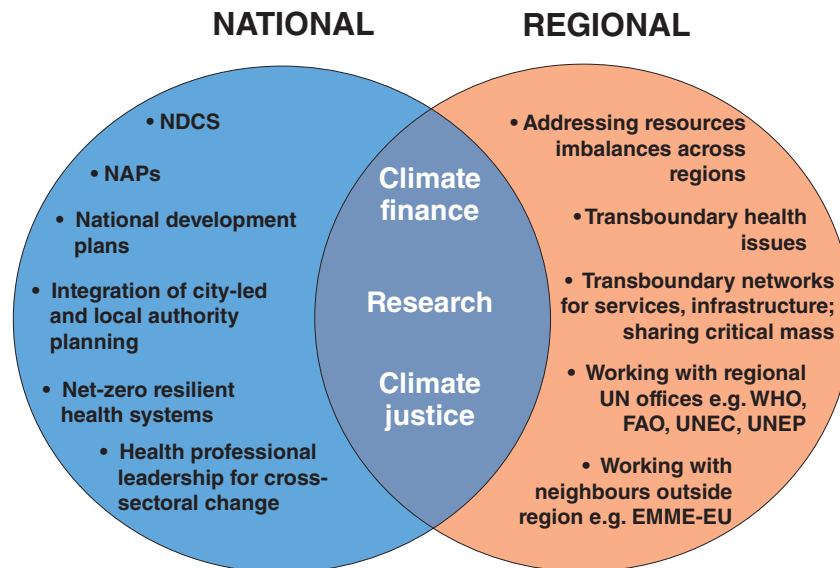 NATIONAL
REGIONAL
• NDCS
• NAPs
• National development
plans
• Integration of city-led
and local authority
planning
• Net-zero resilient
health systems
• Health professional
leadership for cross-
sectoral change
Climate
finance
Research
Climate
justice
• Addressing resources
imbalances across
regions
• Transboundary health
issues
• Transboundary networks
for services, infrastructure;
sharing critical mass
• Working with regional
UN offices e.g. WHO,
FAO, UNEC, UNEP
• Working with
neighbours outside
region e.g. EMME-EU